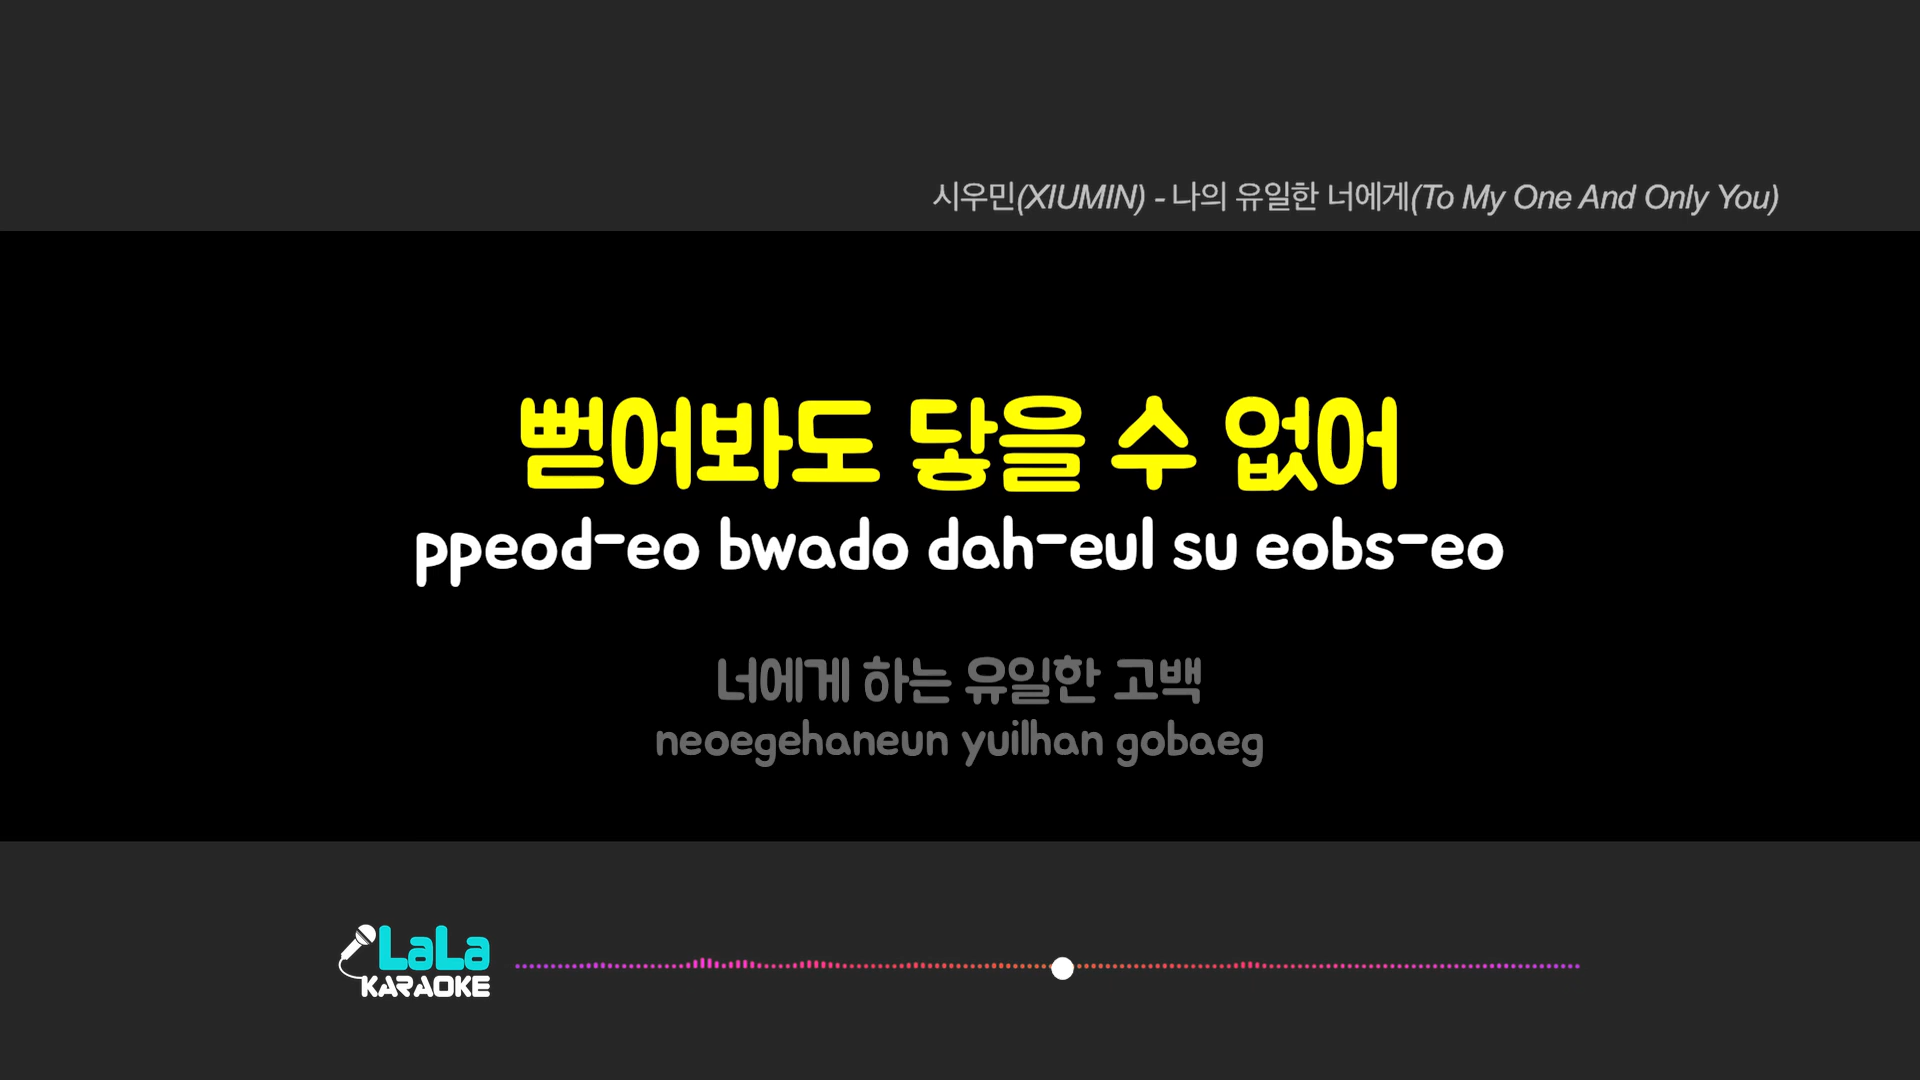 시우민(XIUMIN) - 나의 유일한 너에게(To My One And Only You)
뻗어봐도 닿을 수 없어
ppeod-eo bwado dah-eul su eobs-eo
너에게 하는 유일한 고백
neoegehaneun yuilhan gobaeg
LaLa
KARAOKE